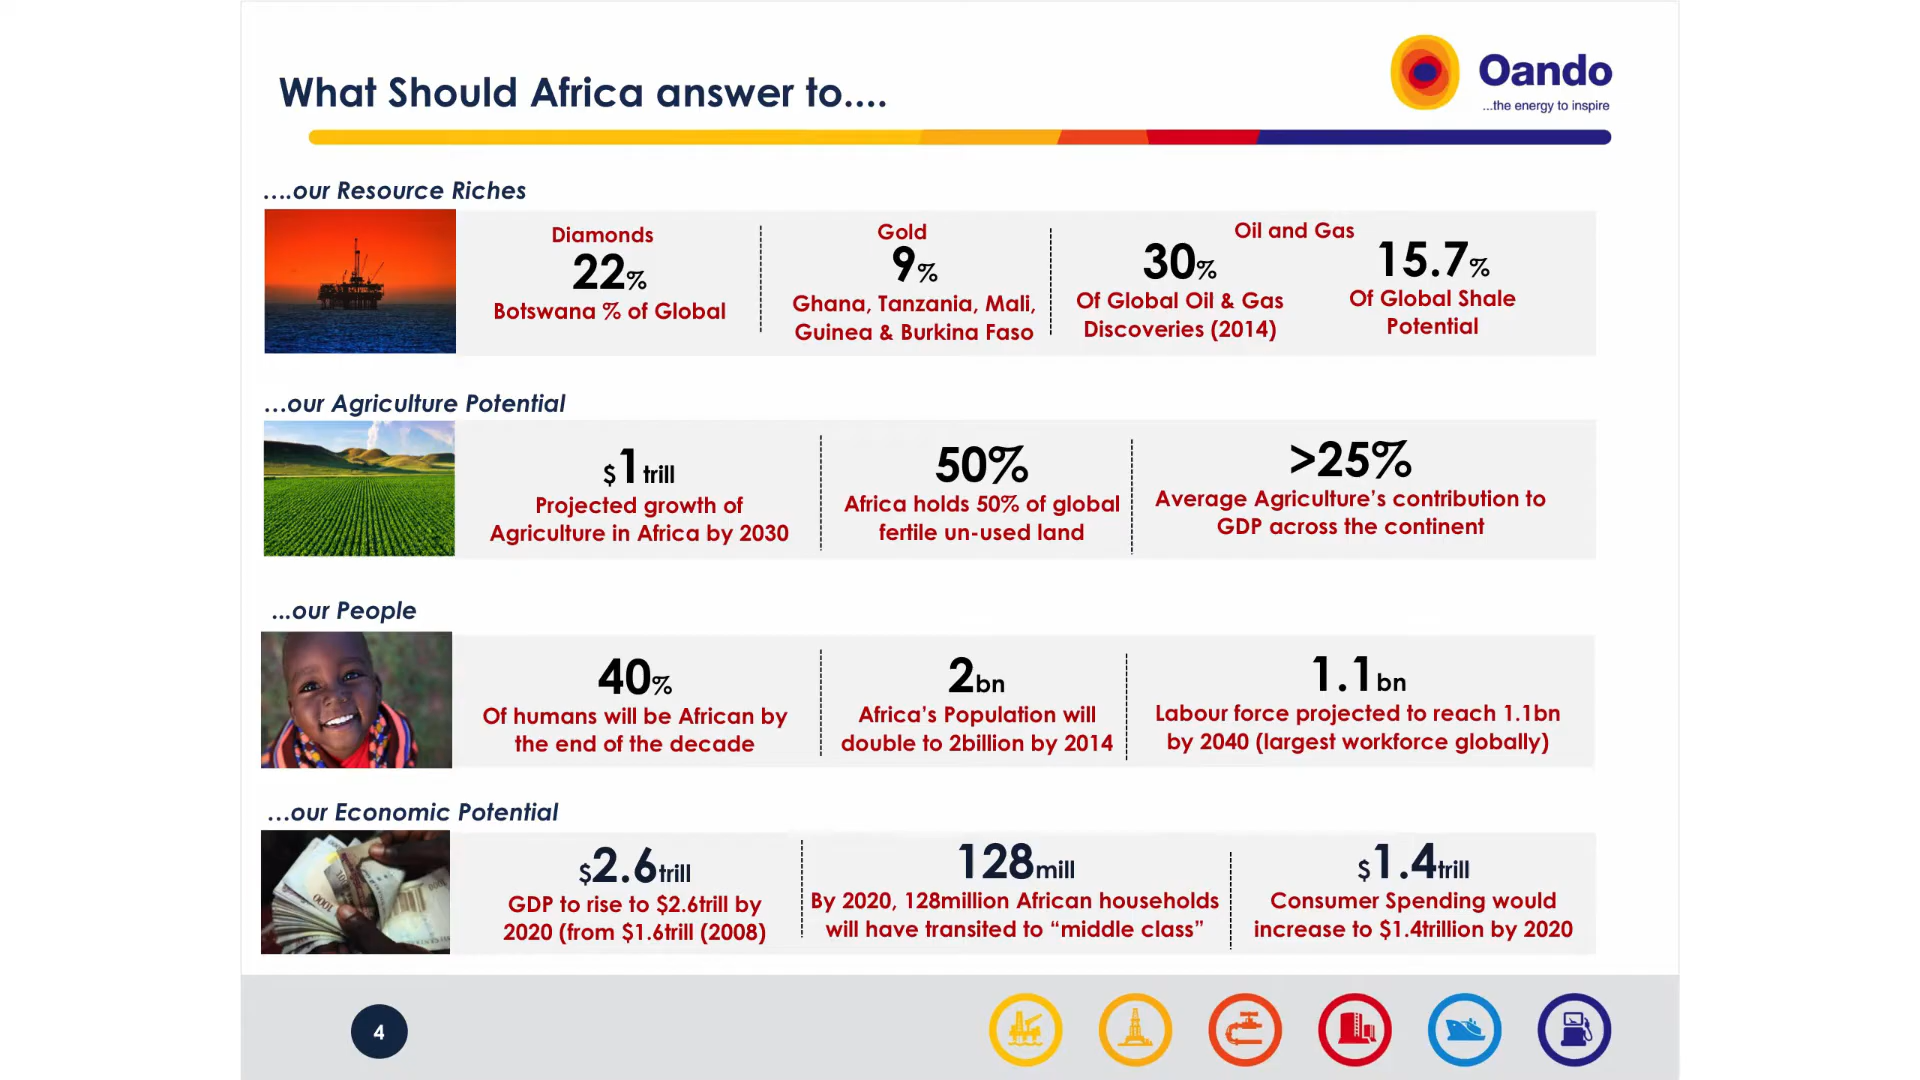 What Should Africa answer to....
Oando
...the energy to inspire
....our Resource Riches
Diamonds
22%
Botswana % of Global
Gold
9%
Ghana, Tanzania, Mali,
Guinea & Burkina Faso
Oil and Gas
30%
Of Global Oil & Gas
Discoveries (2014)
15.7%
Of Global Shale
Potential
...our Agriculture Potential
$1 trill
Projected growth of
Agriculture in Africa by 2030
50%
Africa holds 50% of global
fertile un-used land
>25%
Average Agriculture's contribution to
GDP across the continent
...our People
40%
Of humans will be African by
the end of the decade
2bn
Africa's Population will
double to 2billion by 2014
1.1bn
Labour force projected to reach 1.1bn
by 2040 (largest workforce globally)
...our Economic Potential
$2.6trill
GDP to rise to $2.6trill by
2020 (from $1.6trill (2008)
128mill
By 2020, 128million African households
will have transited to “middle class”
$1.4trill
Consumer Spending would
increase to $1.4trillion by 2020
4